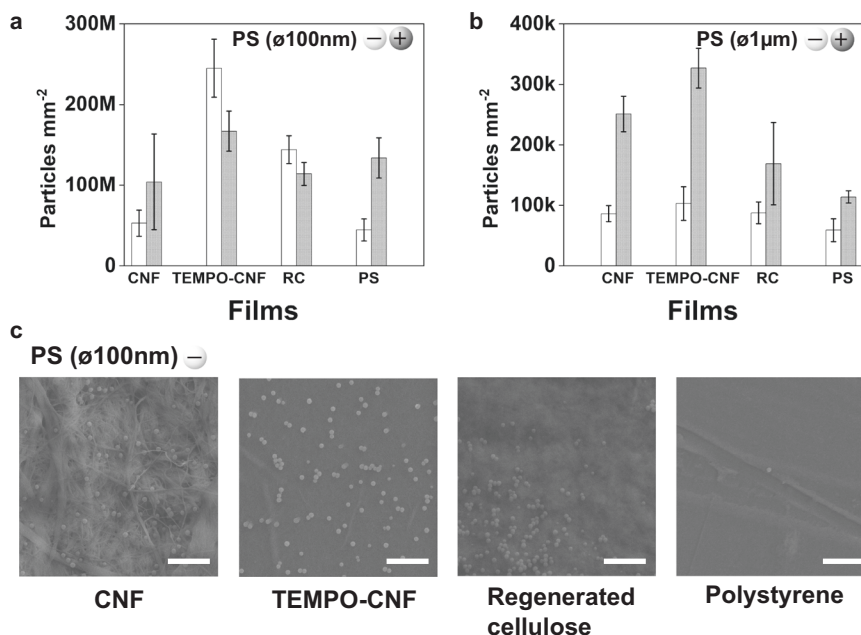 a
PS (ø100nm) − +
300M
200M
100M
0
Particles mm-2
CNF TEMPO-CNF RC PS
Films
b
PS (ø1µm) − +
400k
300k
200k
100k
0
Particles mm-2
CNF TEMPO-CNF RC PS
Films
c
PS (ø100nm) −
CNF
TEMPO-CNF
Regenerated
cellulose
Polystyrene